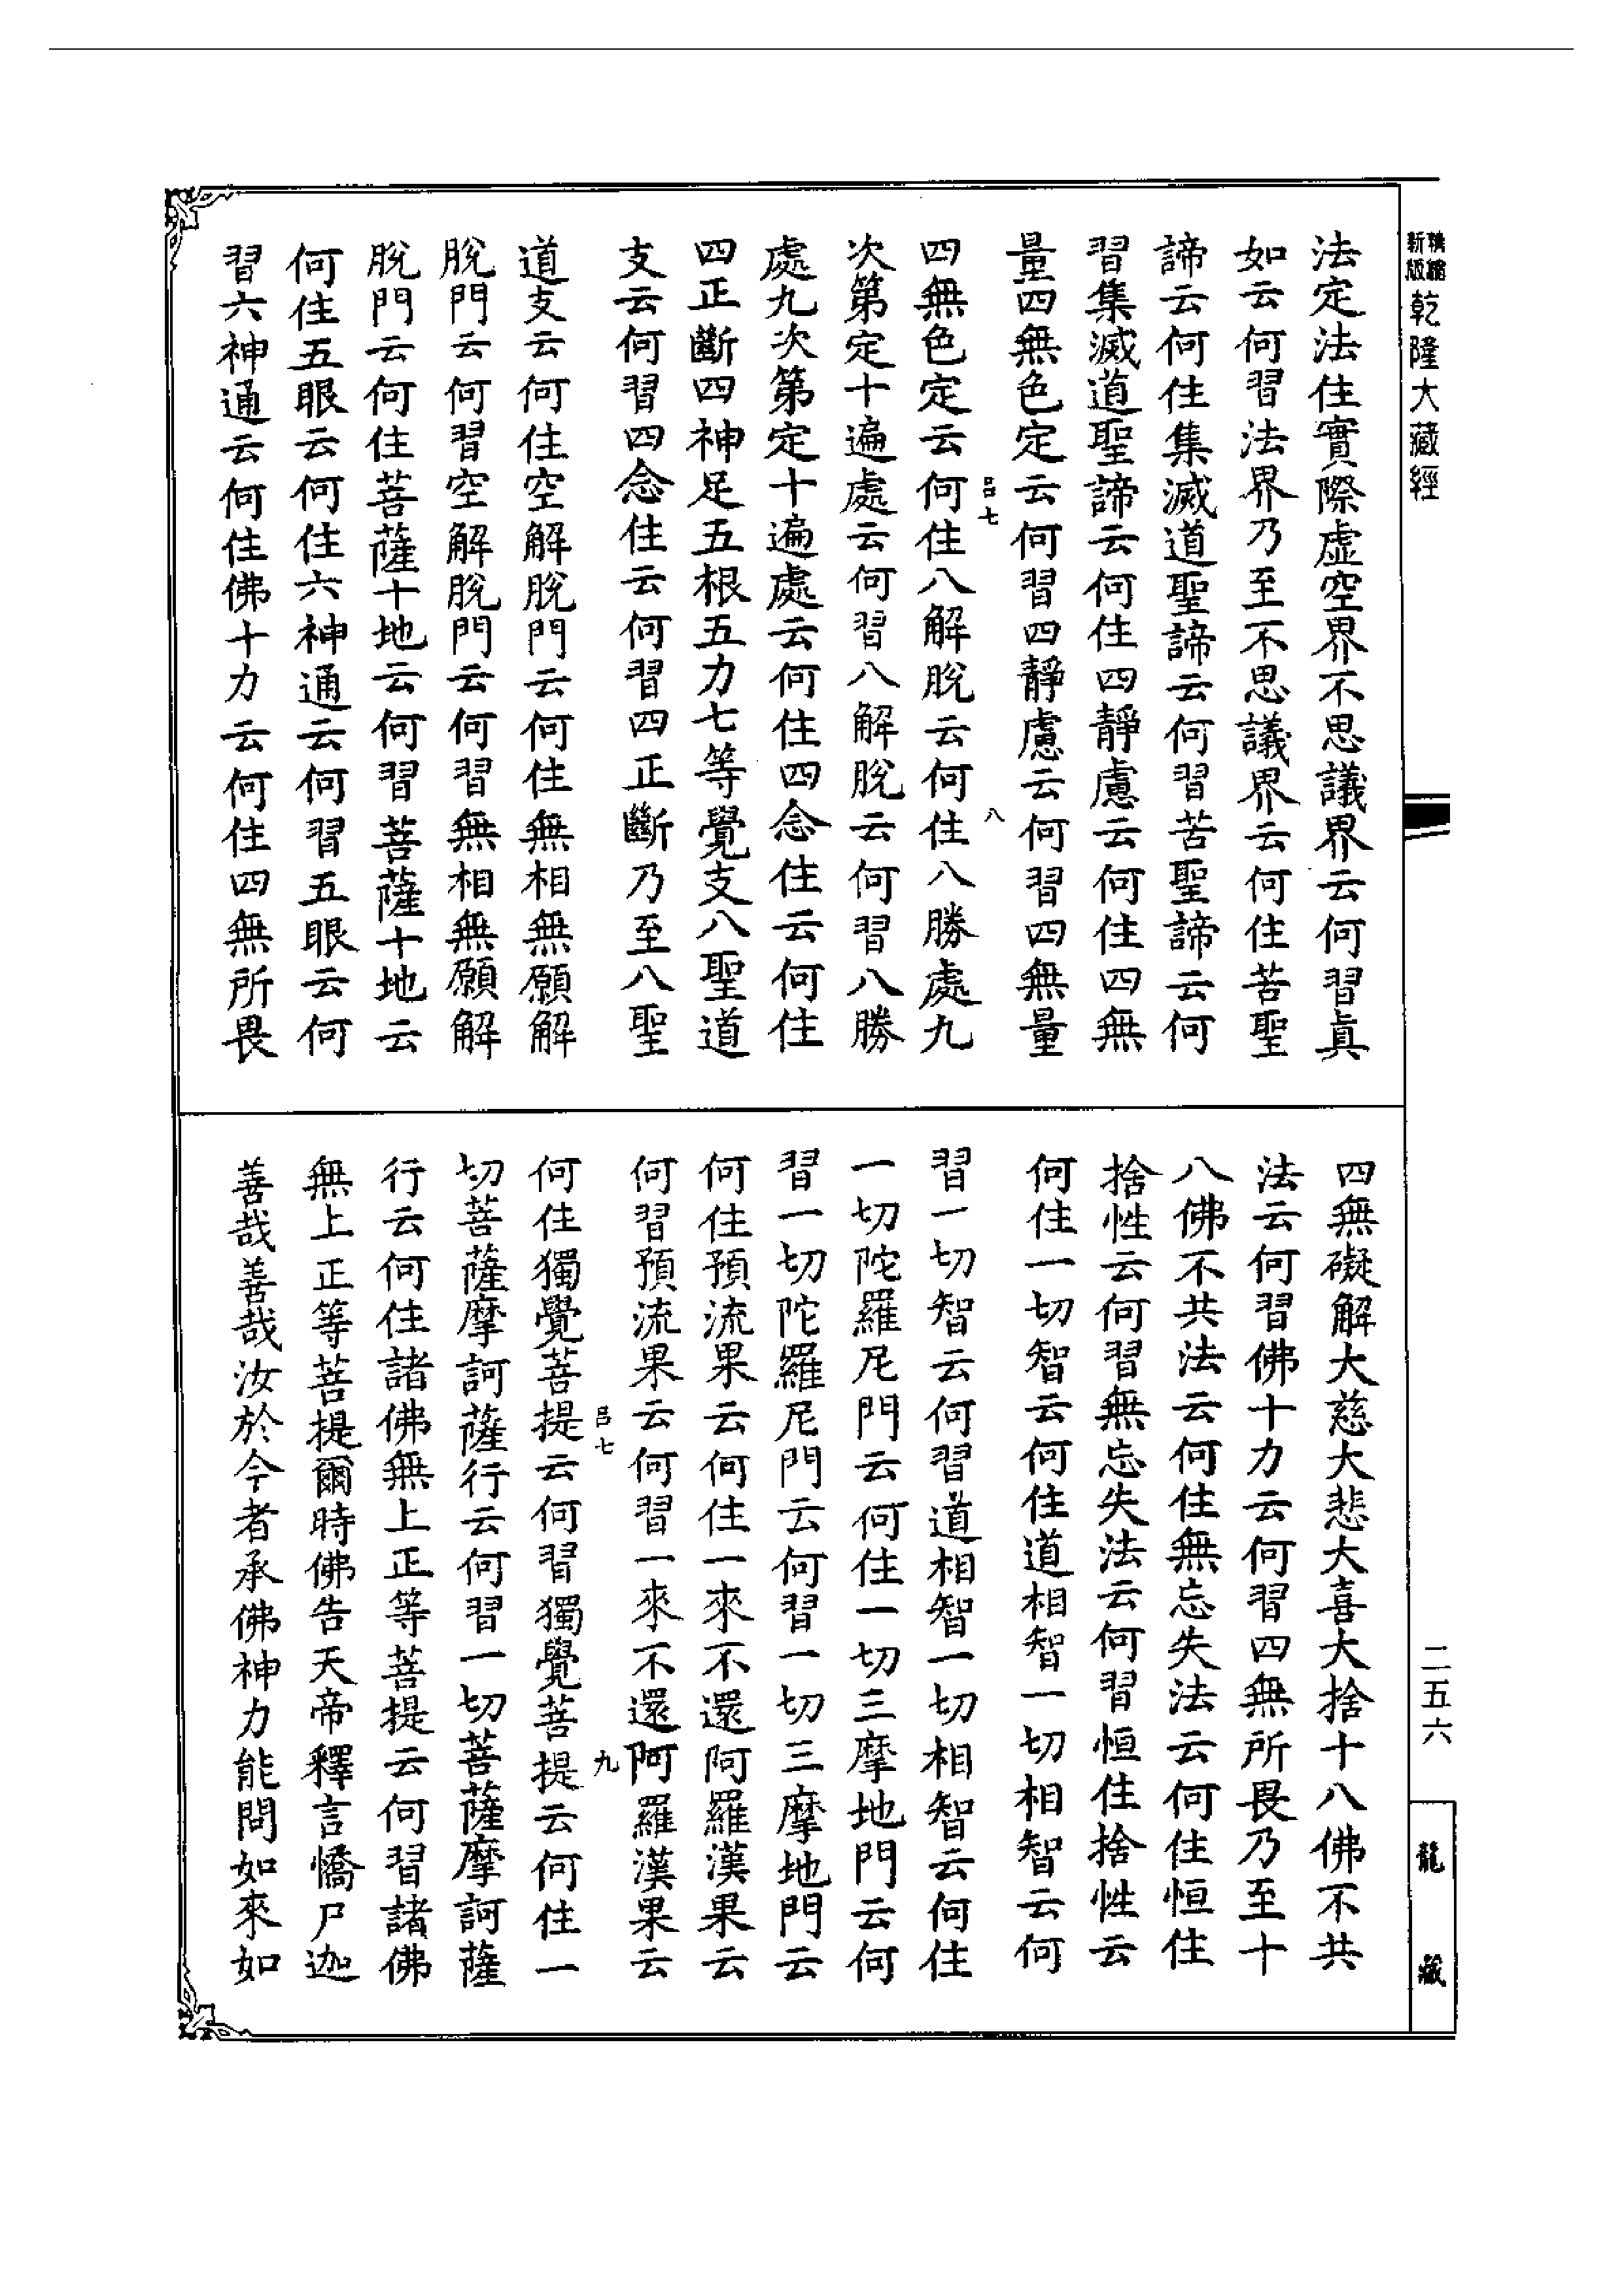 新版精縮
乾隆大藏經
法定法住實際虛空界不思議界云何習真
如云何習法界乃至不思議界云何住苦聖
諦云何住集滅道聖諦云何習苦聖諦云何
習集滅道聖諦云何住四靜慮云何住四無
量四無色定云何習四靜慮云何習四無量
呂七 八
四無色定云何住八解脫云何住八勝處九
次第定十遍處云何習八解脫云何習八勝
處九次第定十遍處云何住四念住云何住
四正斷四神足五根五力七等覺支八聖道
支云何習四念住云何習四正斷乃至八聖
道支云何住空解脫門云何住無相無願解
脫門云何習空解脫門云何習無相無願解
脫門云何住菩薩十地云何習菩薩十地云
何住五眼云何住六神通云何習五眼云何
習六神通云何住佛十力云何住四無所畏
四無礙解大慈大悲大喜大捨十八佛不共
法云何習佛十力云何習四無所畏乃至十
八佛不共法云何住無忘失法云何住恒住
捨性云何習無忘失法云何習恒住捨性云
何住一切智云何住道相智一切相智云何
習一切智云何習道相智一切相智云何住
一切陀羅尼門云何住一切三摩地門云何
習一切陀羅尼門云何習一切三摩地門云
何住預流果云何住一來不還阿羅漢果云
何習預流果云何習一來不還阿羅漢果云
呂七 九
何住獨覺菩提云何習獨覺菩提云何住一
切菩薩摩訶薩行云何習一切菩薩摩訶薩
行云何住諸佛無上正等菩提云何習諸佛
無上正等菩提爾時佛告天帝釋言憍尸迦
善哉善哉汝於今者承佛神力能問如來如
二五六
龍藏